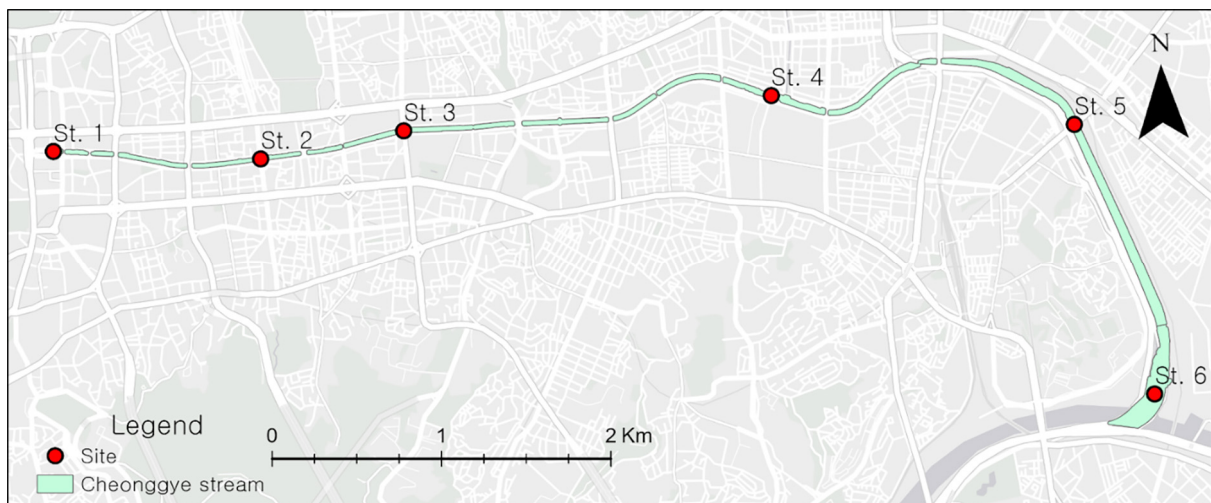 N
St. 1
St. 2
St. 3
St. 4
St. 5
St. 6
Legend
Site
Cheonggye stream
0 1 2 Km